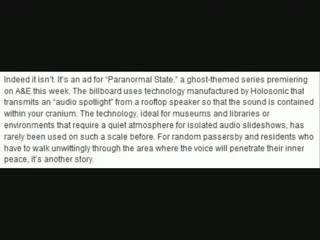 Indeed it isn't. It's an ad for "Paranormal State," a ghost-themed series premiering
on A&E this week. The billboard uses technology manufactured by Holosonic that
transmits an "audio spotlight" from a rooftop speaker so that the sound is contained
within your cranium. The technology, ideal for museums and libraries or
environments that require a quiet atmosphere for isolated audio slideshows, has
rarely been used on such a scale before. For random passersby and residents who
have to walk unwittingly through the area where the voice will penetrate their inner
peace, it's another story.